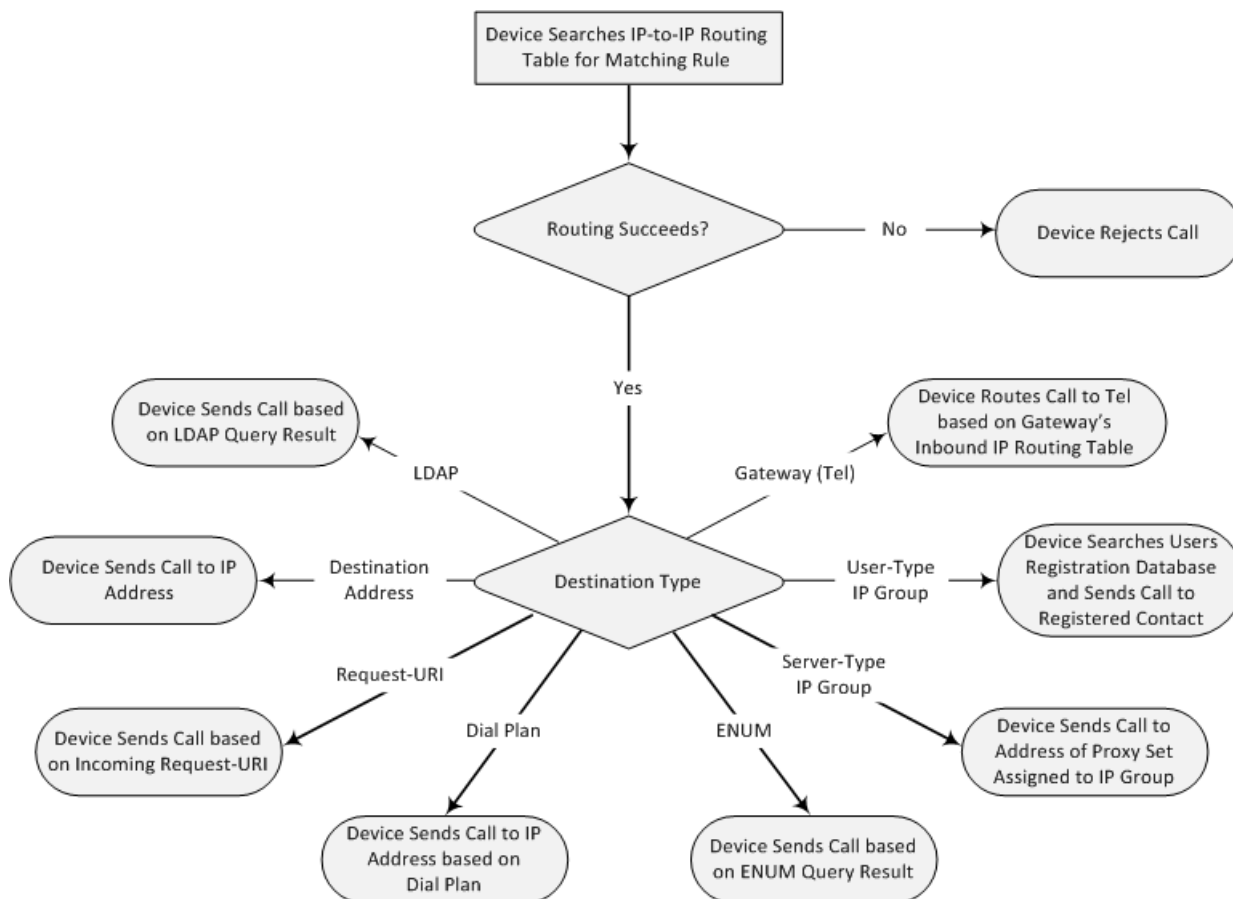 Device Searches IP-to-IP Routing
Table for Matching Rule
Routing Succeeds?
No
Device Rejects Call
Yes
Device Sends Call based
on LDAP Query Result
LDAP
Device Routes Call to Tel
based on Gateway's
Inbound IP Routing Table
Gateway (Tel)
Device Sends Call to IP
Address
Destination
Address
Destination Type
User-Type
IP Group
Device Searches Users
Registration Database
and Sends Call to
Registered Contact
Request-URI
Device Sends Call based
on Incoming Request-URI
Dial Plan
Device Sends Call to IP
Address based on
Dial Plan
ENUM
Device Sends Call based
on ENUM Query Result
Server-Type
IP Group
Device Sends Call to
Address of Proxy Set
Assigned to IP Group